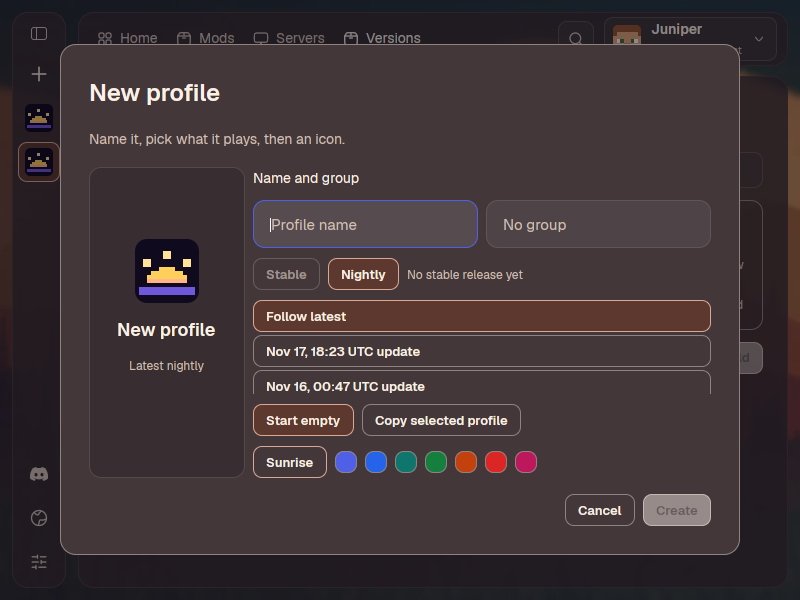 Home Mods Servers Versions
Juniper
New profile
Name it, pick what it plays, then an icon.
Name and group
Profile name
No group
Stable
Nightly
No stable release yet
Follow latest
Nov 17, 18:23 UTC update
Nov 16, 00:47 UTC update
New profile
Latest nightly
Start empty
Copy selected profile
Sunrise
Cancel
Create